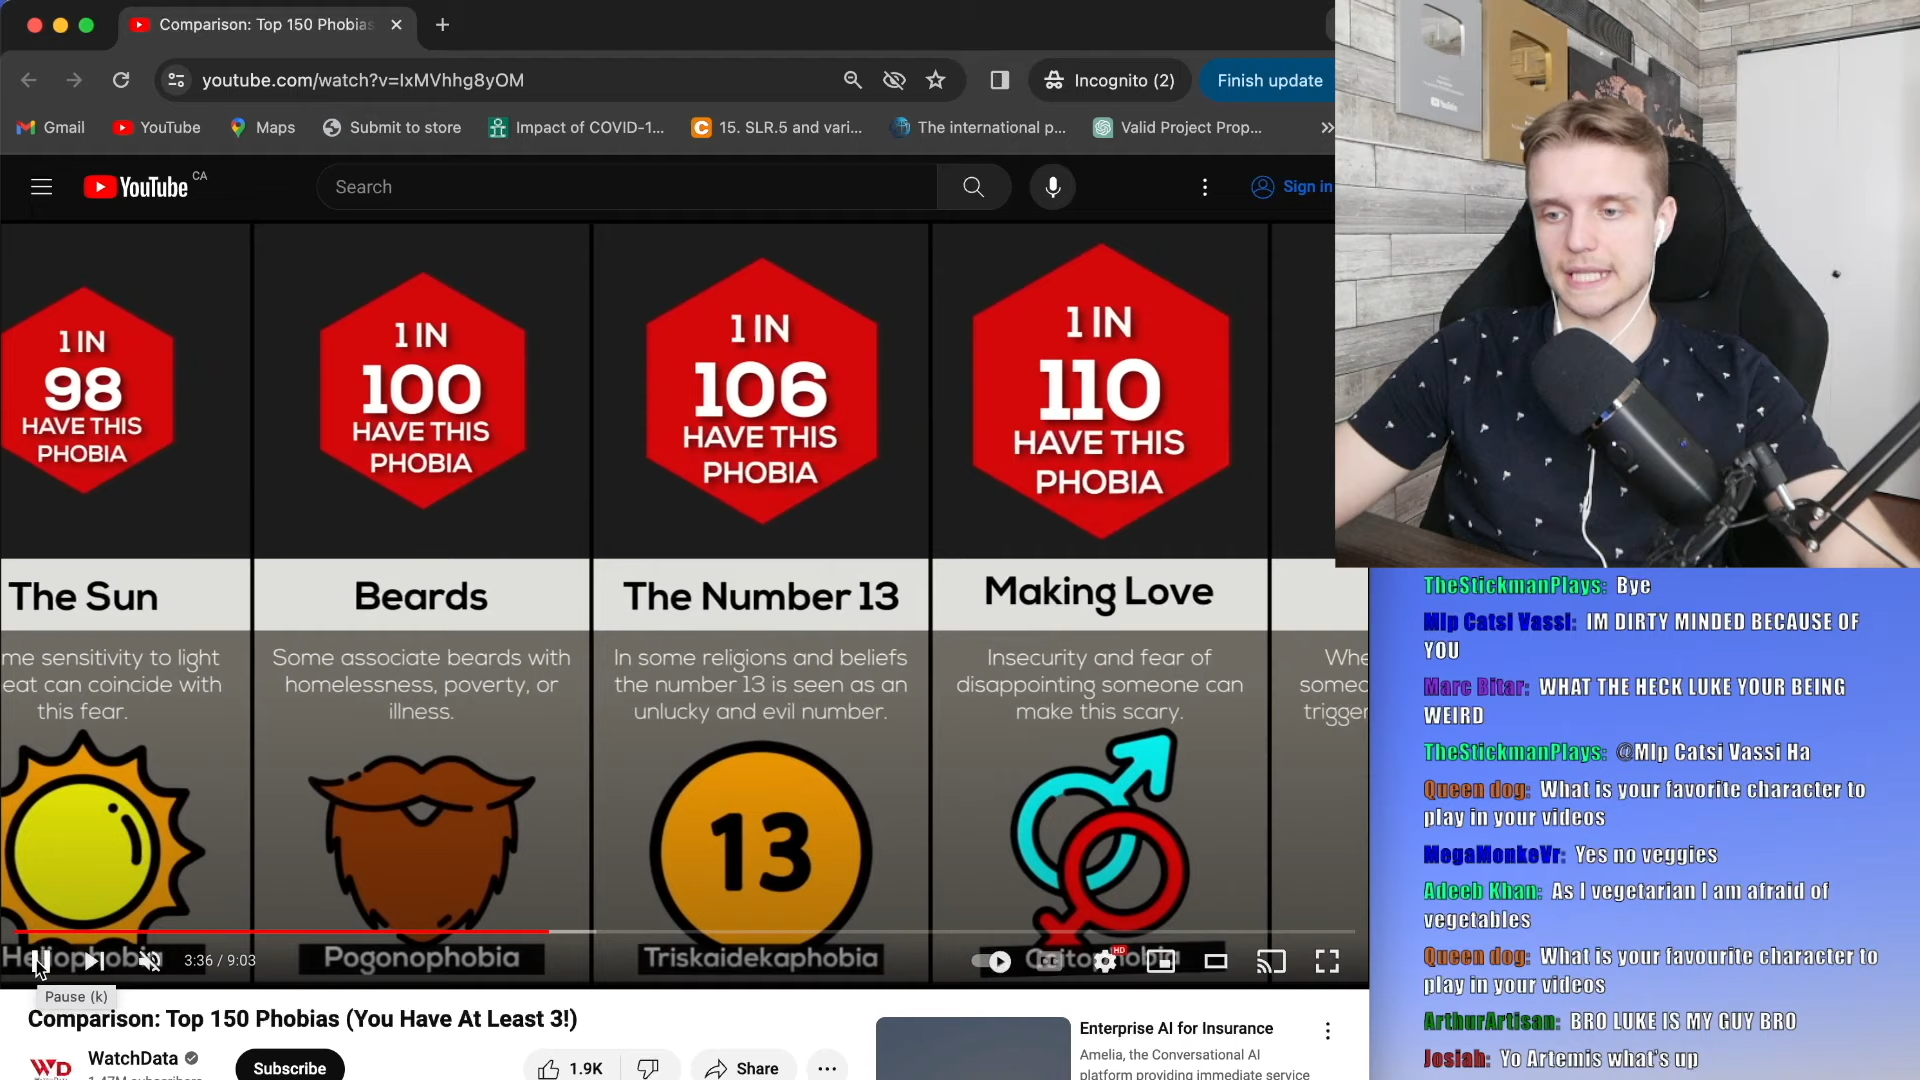 Comparison: Top 150 Phobias
youtube.com/watch?v=IxMVhhg8yOM
Incognito (2)
Finish update
Gmail
YouTube
Maps
Submit to store
Impact of COVID-1...
15. SLR.5 and vari...
The international p...
Valid Project Prop...
YouTube CA
Search
Sign in
1 IN
98
HAVE THIS
PHOBIA
1 IN
100
HAVE THIS
PHOBIA
1 IN
106
HAVE THIS
PHOBIA
1 IN
110
HAVE THIS
PHOBIA
The Sun
Beards
The Number 13
Making Love
me sensitivity to light
eat can coincide with
this fear.
Some associate beards with
homelessness, poverty, or
illness.
In some religions and beliefs
the number 13 is seen as an
unlucky and evil number.
Insecurity and fear of
disappointing someone can
make this scary.
Whe
someo
trigger
13
Pogonophobia
Triskaidekaphobia
3:36 / 9:03
HD
Pause (k)
Comparison: Top 150 Phobias (You Have At Least 3!)
WD
WatchData
Subscribe
1.9K
Share
Enterprise AI for Insurance
Amelia, the Conversational AI
platform providing immediate service
TheStickmanPlays: Bye
Mlp Catsi Vassi: IM DIRTY MINDED BECAUSE OF
YOU
Marc Bitar: WHAT THE HECK LUKE YOUR BEING
WEIRD
TheStickmanPlays: @Mlp Catsi Vassi Ha
Queen dog: What is your favorite character to
play in your videos
MegaMonkeVr: Yes no veggies
Adeeb Khan: As I vegetarian I am afraid of
vegetables
Queen dog: What is your favourite character to
play in your videos
ArthurArtisan: BRO LUKE IS MY GUY BRO
Josiah: Yo Artemis what's up